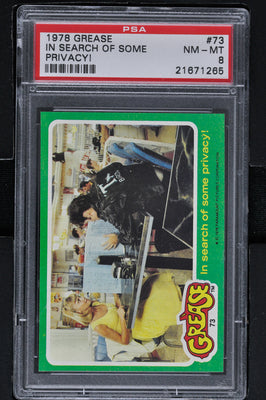 PSA
1978 GREASE #73
IN SEARCH OF SOME NM-MT
PRIVACY! 8
21671265
In search of some privacy!
GREASE™
73